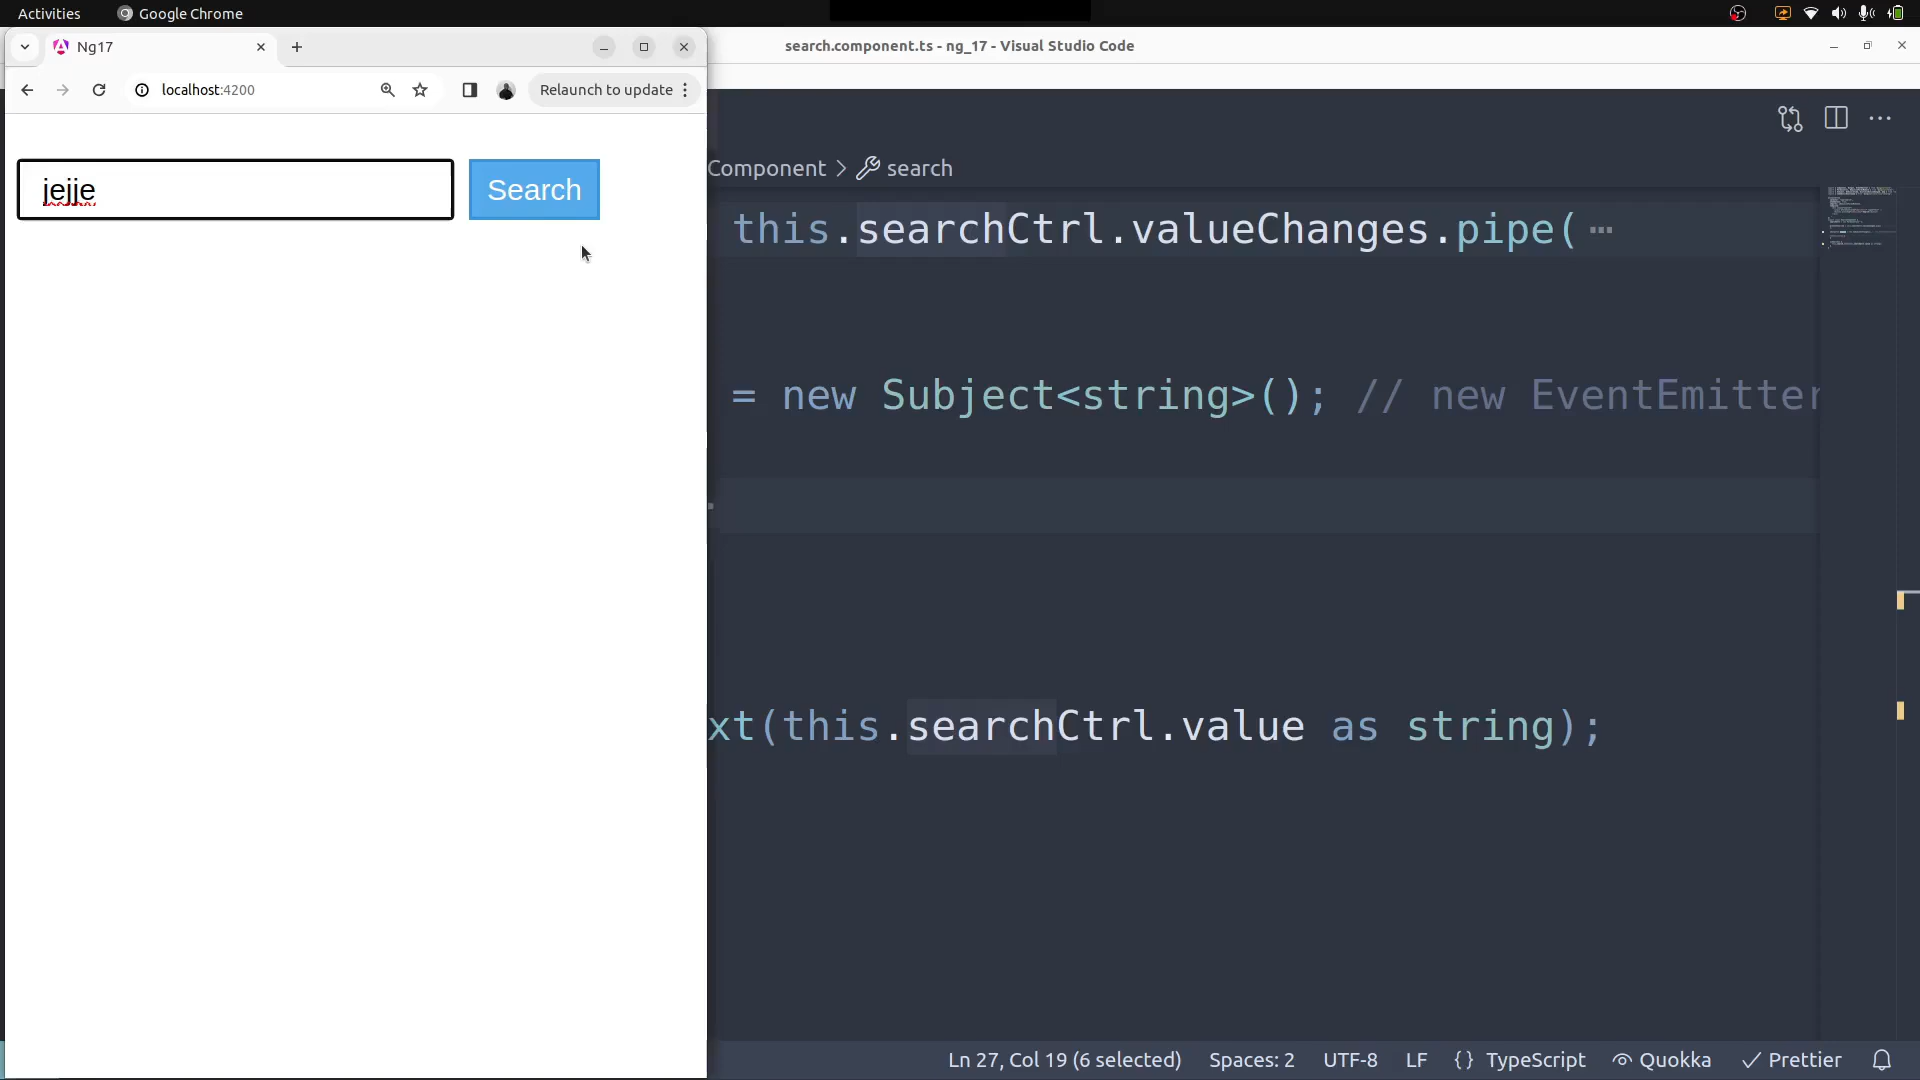 Activities Google Chrome
Ng17
search.component.ts - ng_17 - Visual Studio Code
localhost:4200
Relaunch to update
Component > search
jejje
Search
this.searchCtrl.valueChanges.pipe( ⋯
= new Subject<string>(); // new EventEmitter
xt(this.searchCtrl.value as string);
Ln 27, Col 19 (6 selected) Spaces: 2 UTF-8 LF {} TypeScript Quokka Prettier